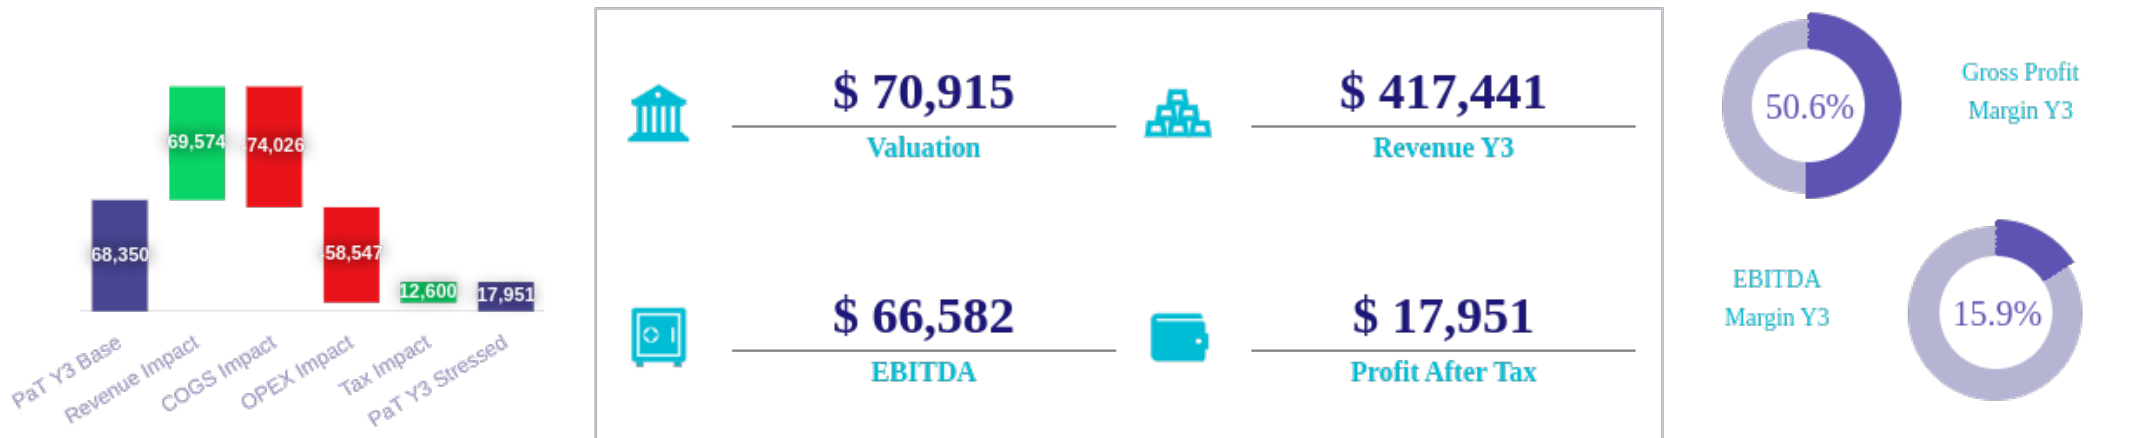 69,574
-74,026
68,350
-58,547
12,600
17,951
PaT Y3 Base
Revenue Impact
COGS Impact
OPEX Impact
Tax Impact
PaT Y3 Stressed
$ 70,915
Valuation
$ 417,441
Revenue Y3
$ 66,582
EBITDA
$ 17,951
Profit After Tax
50.6%
Gross Profit
Margin Y3
EBITDA
Margin Y3
15.9%